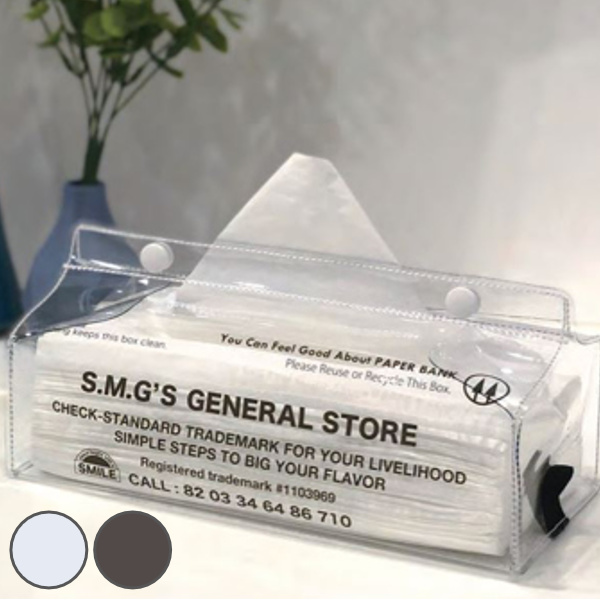 g keeps this box clean.
You Can Feel Good About PAPER BANK
Please Reuse or Recycle This Box.
S.M.G'S GENERAL STORE
CHECK-STANDARD TRADEMARK FOR YOUR LIVELIHOOD
SIMPLE STEPS TO BIG YOUR FLAVOR
Registered trademark #1103969
SMILE
CALL : 82 03 34 64 86 710